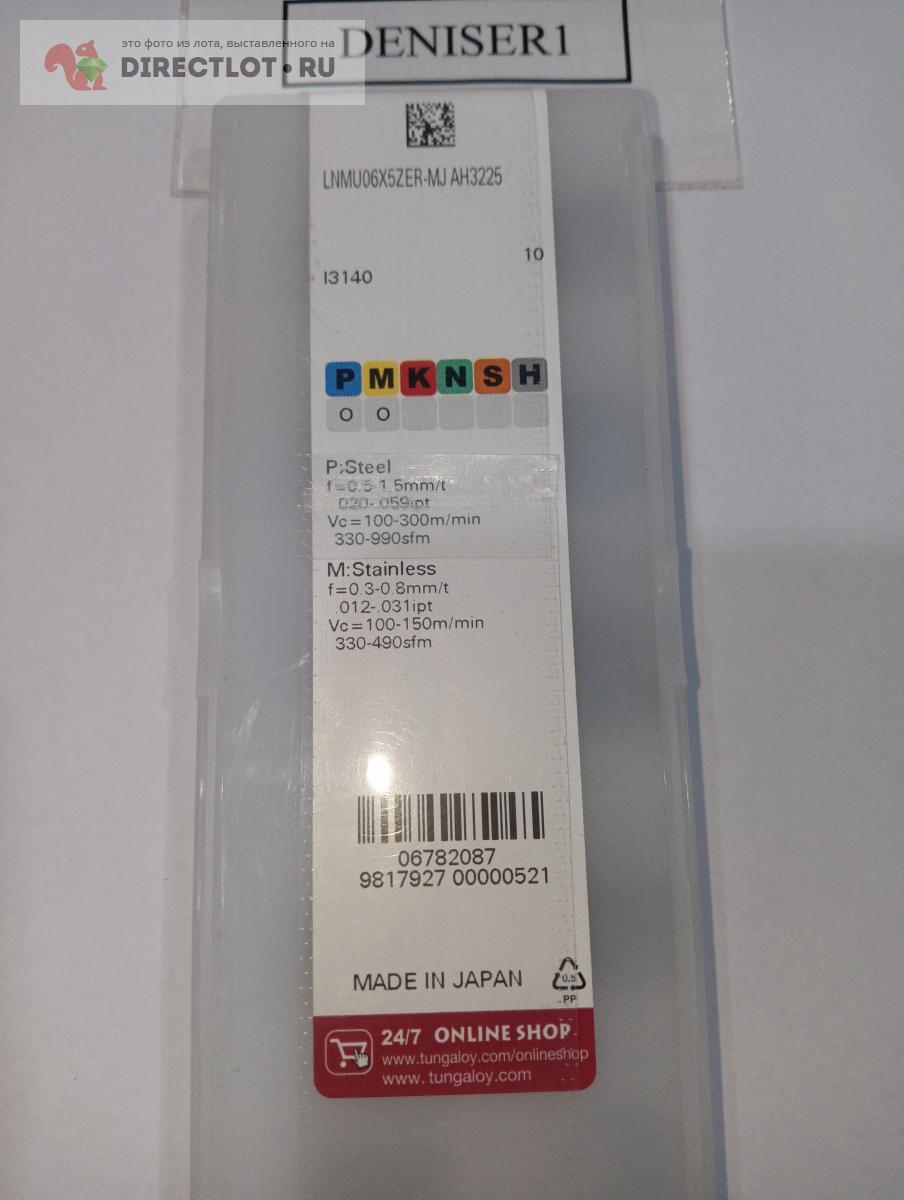 это фото из лота, выставленного на
DIRECTLOT.RU
DENISER1
LNMU06X5ZER-MJ AH3225
10
I3140
P M K N S H
O O
P:Steel
f=0.5-1.5mm/t
.020-.059ipt
Vc=100-300m/min
330-990sfm
M:Stainless
f=0.3-0.8mm/t
.012-.031ipt
Vc=100-150m/min
330-490sfm
06782087
9817927 00000521
MADE IN JAPAN
0.5
PP
24/7 ONLINE SHOP
www.tungaloy.com/onlineshop
www.tungaloy.com